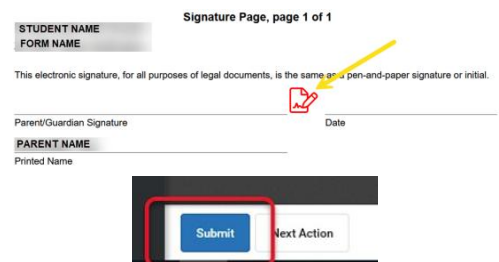 Signature Page, page 1 of 1
STUDENT NAME
FORM NAME
This electronic signature, for all purposes of legal documents, is the same as a pen-and-paper signature or initial.
Parent/Guardian Signature Date
PARENT NAME
Printed Name
Submit Next Action